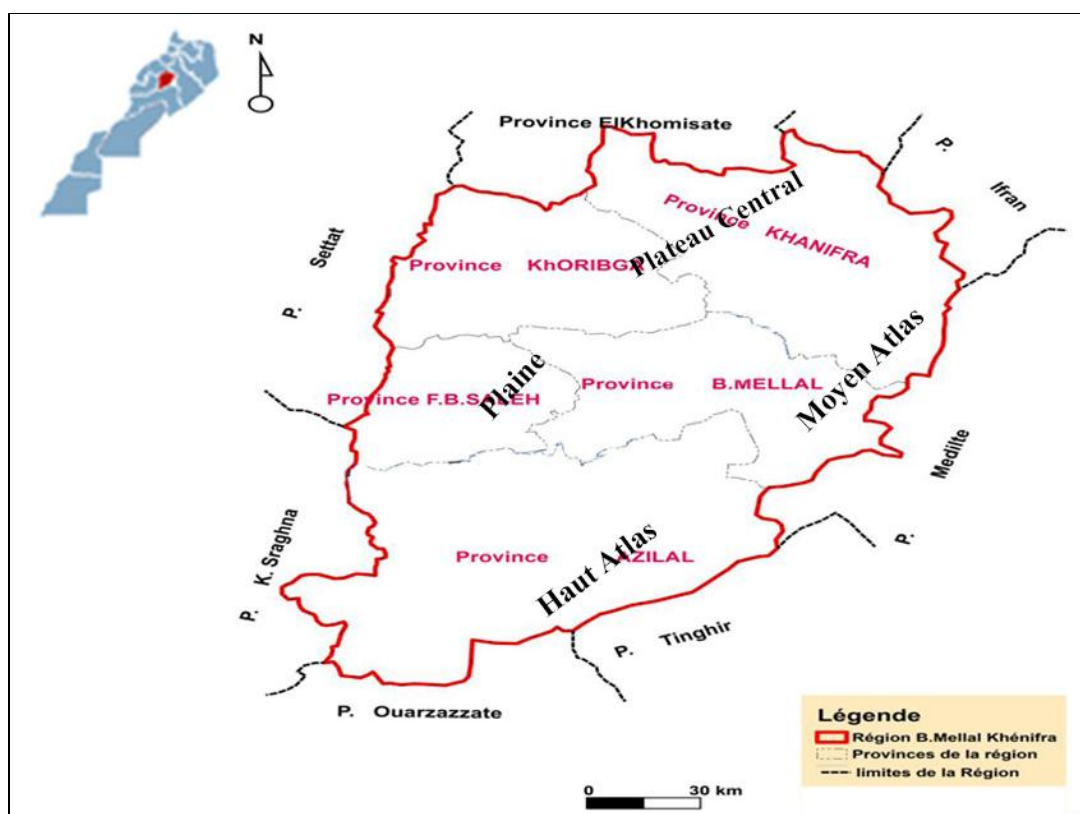 N
Province ElKhomisate
P. Ifran
Province KHANIFRA
Plateau Central
P. Settat
Province KhORIBGA
Moyen Atlas
Plaine
Province B.MELLAL
Province F.B.SALEH
P. Medilte
P. K. Sraghna
Haut Atlas
Province AZILAL
P. Tinghir
P. Ouarzazzate
Légende
Région B.Mellal Khénifra
Provinces de la région
limites de la Région
0 30 km